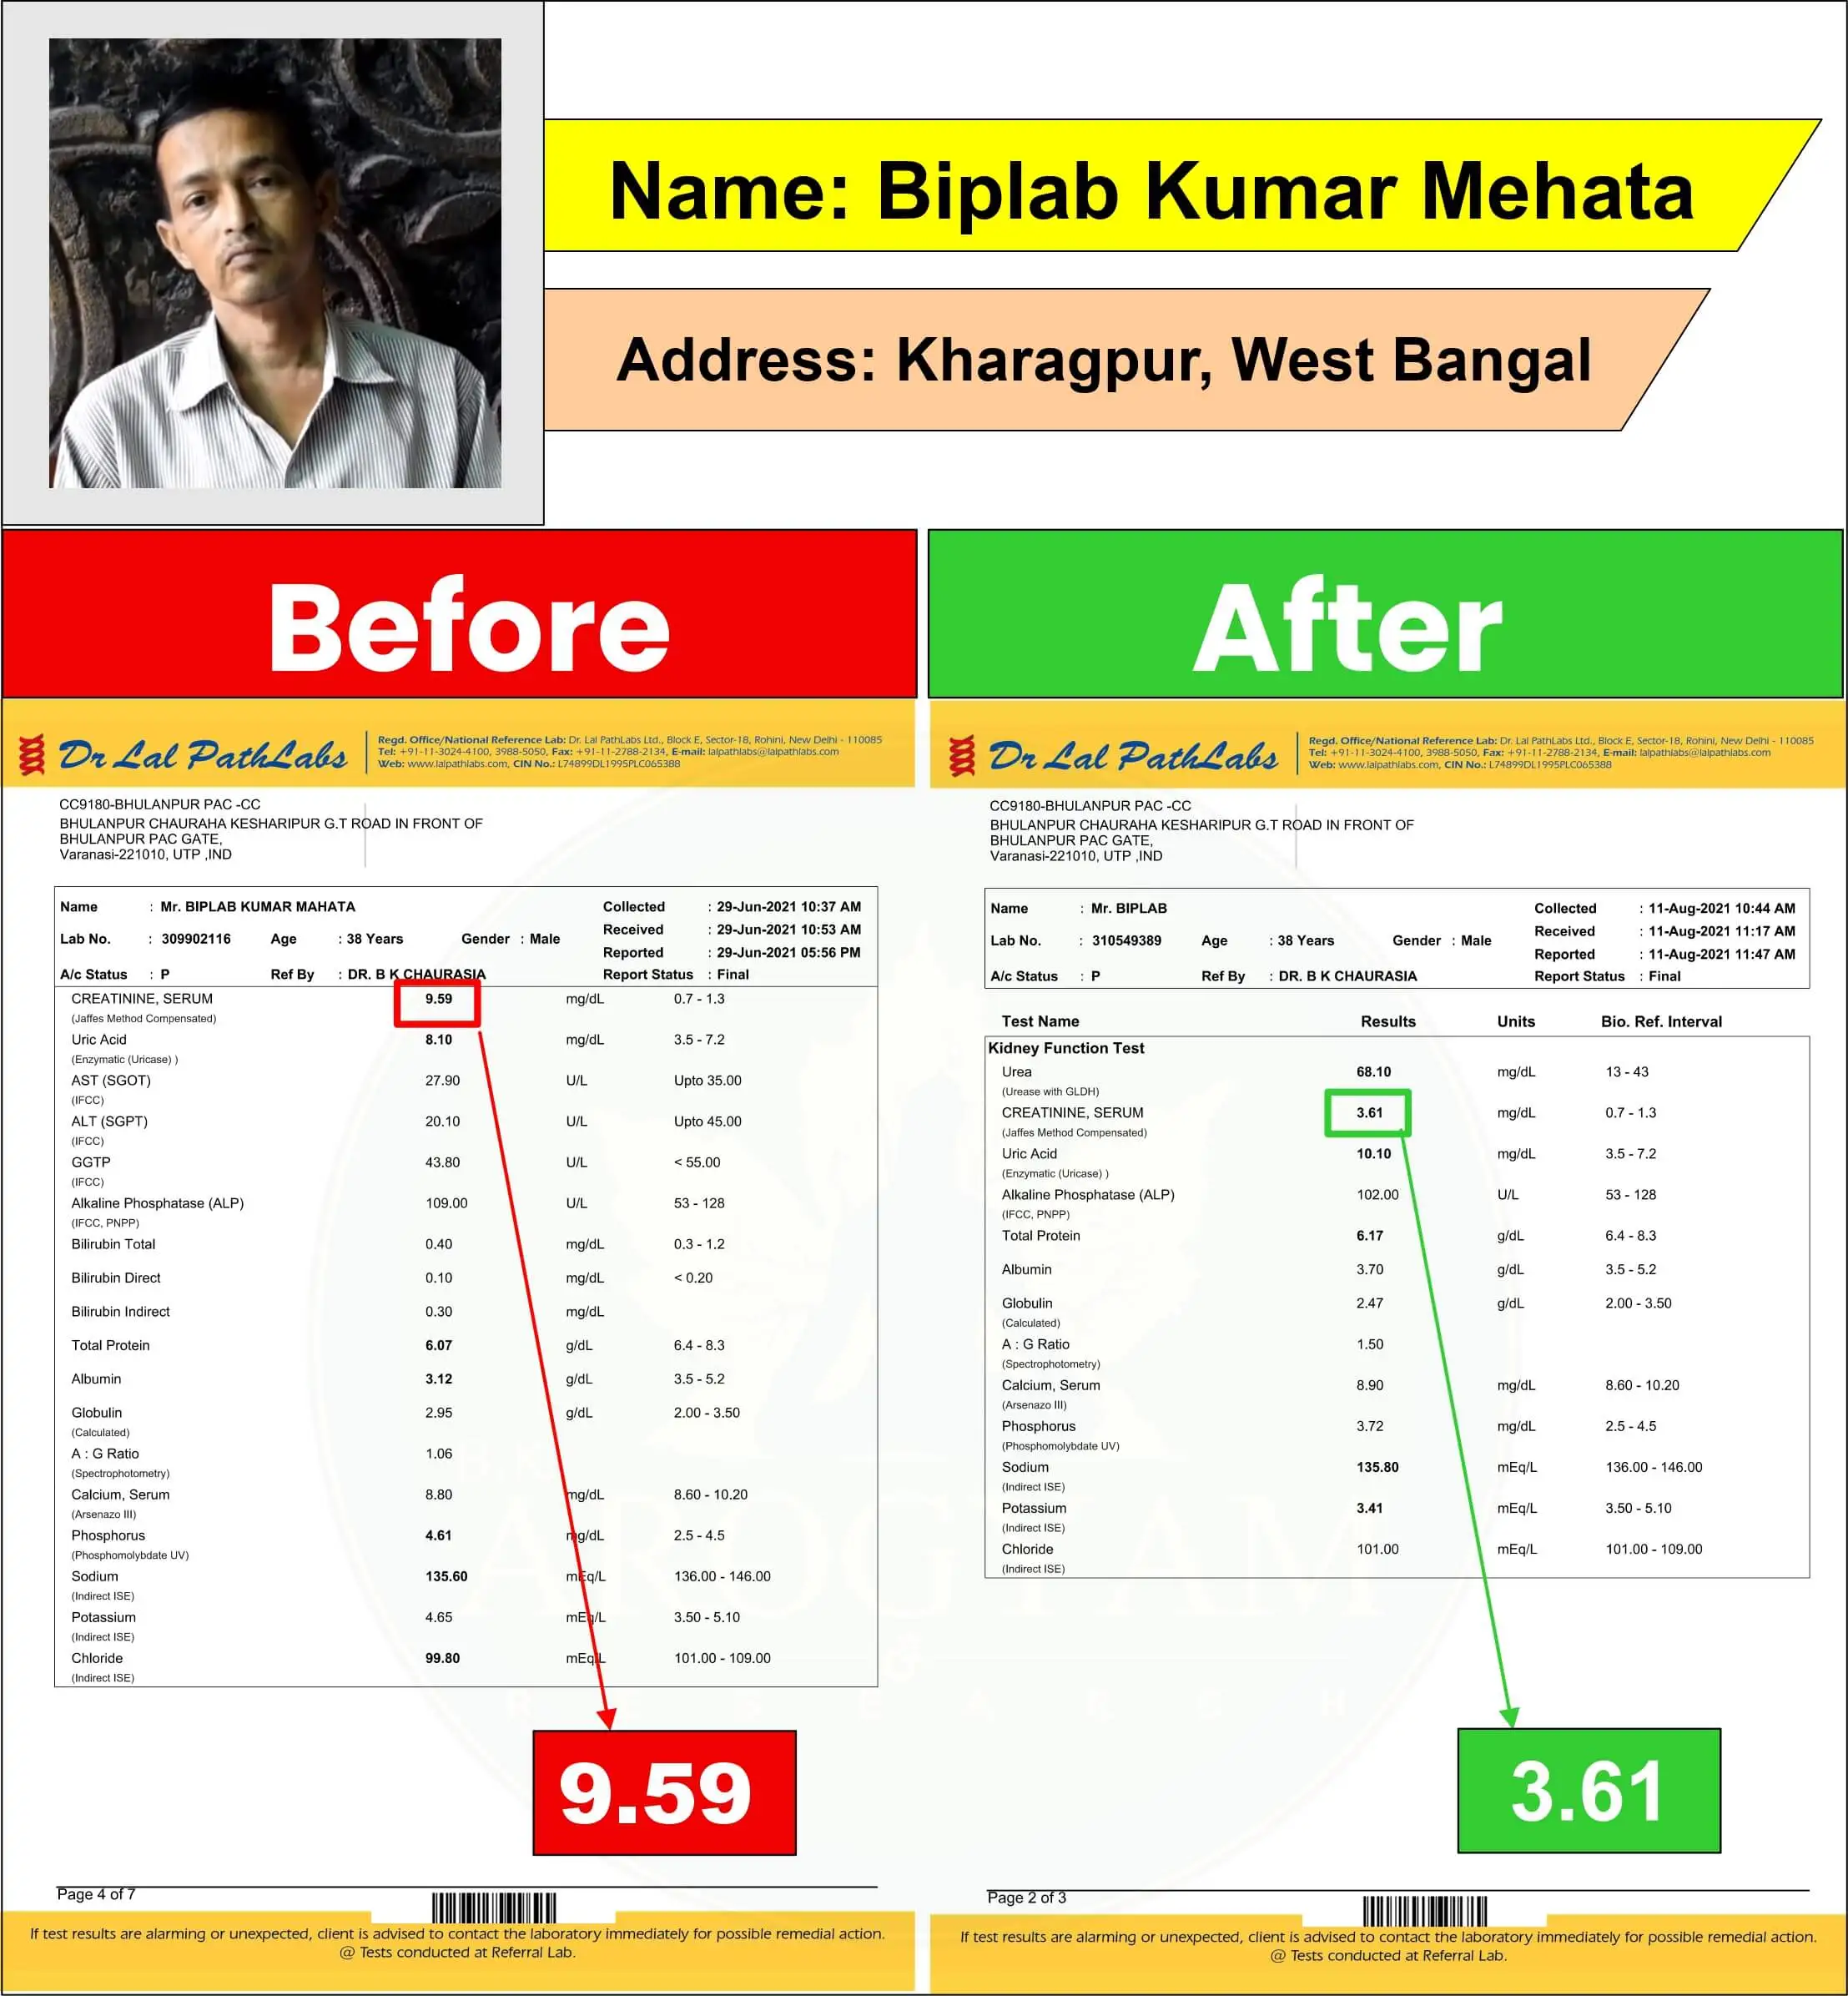 Name: Biplab Kumar Mehata
Address: Kharagpur, West Bangal
Before
Dr Lal PathLabs
Regd. Office/National Reference Lab: Dr. Lal PathLabs Ltd., Block E, Sector-18, Rohini, New Delhi - 110085
Tel: +91-11-3024-4100, 3988-5050, Fax: +91-11-2788-2134, E-mail: lalpathlabs@lalpathlabs.com
Web: www.lalpathlabs.com, CIN No.: L74899DL1995PLC065388
CC9180-BHULANPUR PAC -CC
BHULANPUR CHAURAHA KESHARIPUR G.T ROAD IN FRONT OF
BHULANPUR PAC GATE,
Varanasi-221010, UTP ,IND
Name : Mr. BIPLAB KUMAR MAHATA Collected : 29-Jun-2021 10:37 AM
Received : 29-Jun-2021 10:53 AM
Lab No. : 309902116 Age : 38 Years Gender : Male
Reported : 29-Jun-2021 05:56 PM
A/c Status : P Ref By : DR. B K CHAURASIA Report Status : Final
CREATININE, SERUM 9.59 mg/dL 0.7 - 1.3
(Jaffes Method Compensated)
Uric Acid 8.10 mg/dL 3.5 - 7.2
(Enzymatic (Uricase) )
AST (SGOT) 27.90 U/L Upto 35.00
(IFCC)
ALT (SGPT) 20.10 U/L Upto 45.00
(IFCC)
GGTP 43.80 U/L < 55.00
(IFCC)
Alkaline Phosphatase (ALP) 109.00 U/L 53 - 128
(IFCC, PNPP)
Bilirubin Total 0.40 mg/dL 0.3 - 1.2
Bilirubin Direct 0.10 mg/dL < 0.20
Bilirubin Indirect 0.30 mg/dL
Total Protein 6.07 g/dL 6.4 - 8.3
Albumin 3.12 g/dL 3.5 - 5.2
Globulin 2.95 g/dL 2.00 - 3.50
(Calculated)
A : G Ratio 1.06
(Spectrophotometry)
Calcium, Serum 8.80 mg/dL 8.60 - 10.20
(Arsenazo III)
Phosphorus 4.61 mg/dL 2.5 - 4.5
(Phosphomolybdate UV)
Sodium 135.60 mEq/L 136.00 - 146.00
(Indirect ISE)
Potassium 4.65 mEq/L 3.50 - 5.10
(Indirect ISE)
Chloride 99.80 mEq/L 101.00 - 109.00
(Indirect ISE)
9.59
Page 4 of 7
If test results are alarming or unexpected, client is advised to contact the laboratory immediately for possible remedial action.
@ Tests conducted at Referral Lab.
After
Dr Lal PathLabs
Regd. Office/National Reference Lab: Dr. Lal PathLabs Ltd., Block E, Sector-18, Rohini, New Delhi - 110085
Tel: +91-11-3024-4100, 3988-5050, Fax: +91-11-2788-2134, E-mail: lalpathlabs@lalpathlabs.com
Web: www.lalpathlabs.com, CIN No.: L74899DL1995PLC065388
CC9180-BHULANPUR PAC -CC
BHULANPUR CHAURAHA KESHARIPUR G.T ROAD IN FRONT OF
BHULANPUR PAC GATE,
Varanasi-221010, UTP ,IND
Name : Mr. BIPLAB Collected : 11-Aug-2021 10:44 AM
Received : 11-Aug-2021 11:17 AM
Lab No. : 310549389 Age : 38 Years Gender : Male
Reported : 11-Aug-2021 11:47 AM
A/c Status : P Ref By : DR. B K CHAURASIA Report Status : Final
Test Name Results Units Bio. Ref. Interval
Kidney Function Test
Urea 68.10 mg/dL 13 - 43
(Urease with GLDH)
CREATININE, SERUM 3.61 mg/dL 0.7 - 1.3
(Jaffes Method Compensated)
Uric Acid 10.10 mg/dL 3.5 - 7.2
(Enzymatic (Uricase) )
Alkaline Phosphatase (ALP) 102.00 U/L 53 - 128
(IFCC, PNPP)
Total Protein 6.17 g/dL 6.4 - 8.3
Albumin 3.70 g/dL 3.5 - 5.2
Globulin 2.47 g/dL 2.00 - 3.50
(Calculated)
A : G Ratio 1.50
(Spectrophotometry)
Calcium, Serum 8.90 mg/dL 8.60 - 10.20
(Arsenazo III)
Phosphorus 3.72 mg/dL 2.5 - 4.5
(Phosphomolybdate UV)
Sodium 135.80 mEq/L 136.00 - 146.00
(Indirect ISE)
Potassium 3.41 mEq/L 3.50 - 5.10
(Indirect ISE)
Chloride 101.00 mEq/L 101.00 - 109.00
(Indirect ISE)
3.61
Page 2 of 3
If test results are alarming or unexpected, client is advised to contact the laboratory immediately for possible remedial action.
@ Tests conducted at Referral Lab.